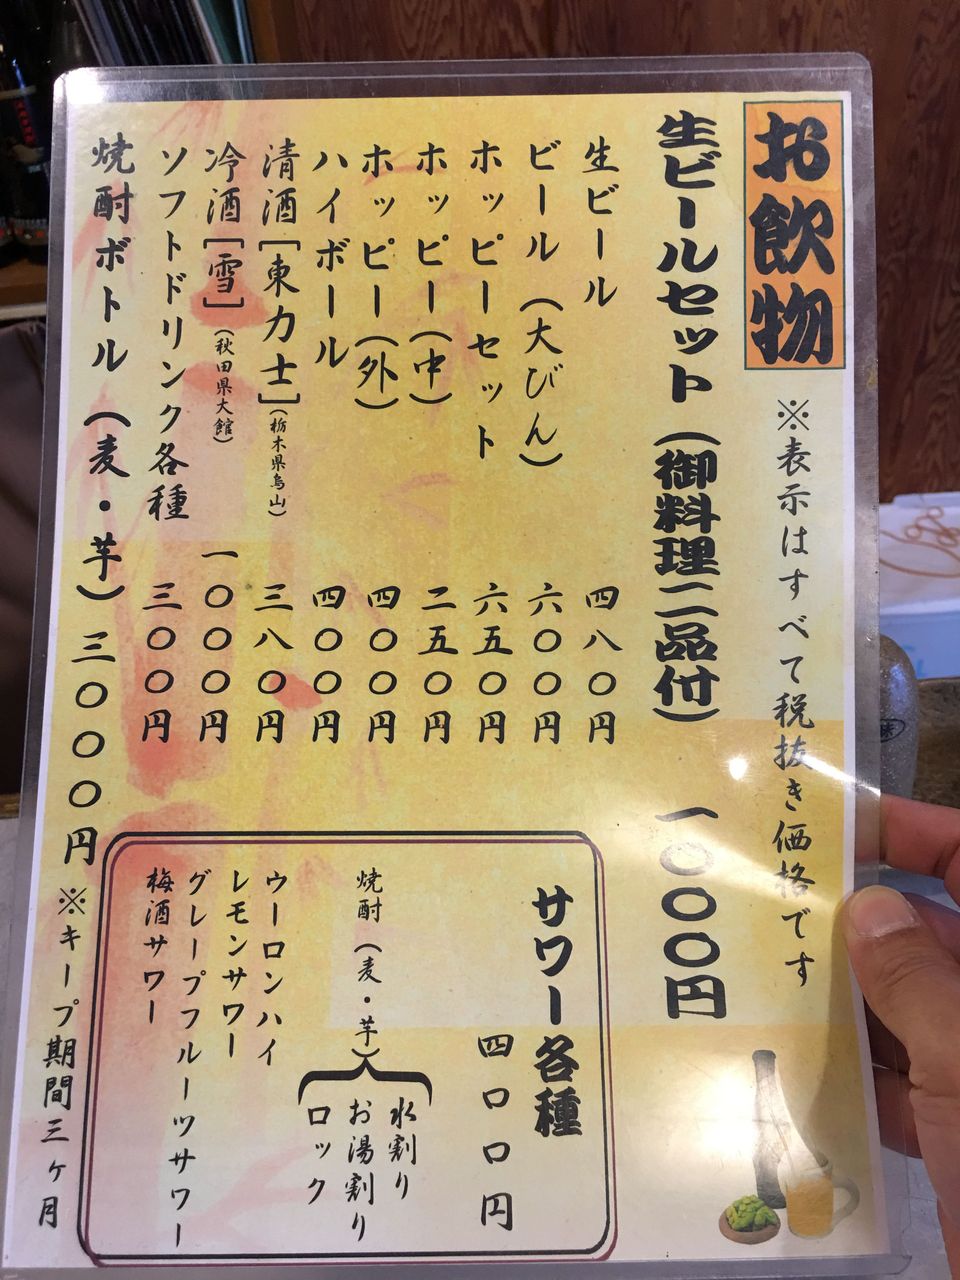 お飲物
※表示はすべて税抜き価格です
生ビールセット（御料理二品付） 一〇〇〇円
生ビール 四八〇円
ビール（大びん） 六〇〇円
ホッピーセット 六五〇円
ホッピー（中） 二五〇円
ホッピー（外） 四〇〇円
ハイボール 四〇〇円
清酒［東力士］（栃木県烏山） 三八〇円
冷酒［雪］（秋田県大館） 一〇〇〇円
ソフトドリンク各種 三〇〇円
焼酎ボトル（麦・芋） 三〇〇〇円 ※キープ期間三ヶ月
サワー各種
四〇〇円
焼酎（麦・芋）
水割り
お湯割り
ロック
ウーロンハイ
レモンサワー
グレープフルーツサワー
梅酒サワー